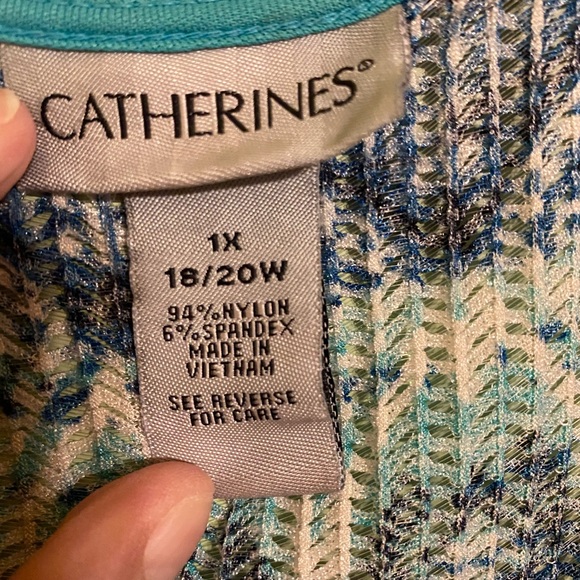 CATHERINES®
1X
18/20W
94%NYLON
6%SPANDEX
MADE IN
VIETNAM
SEE REVERSE
FOR CARE